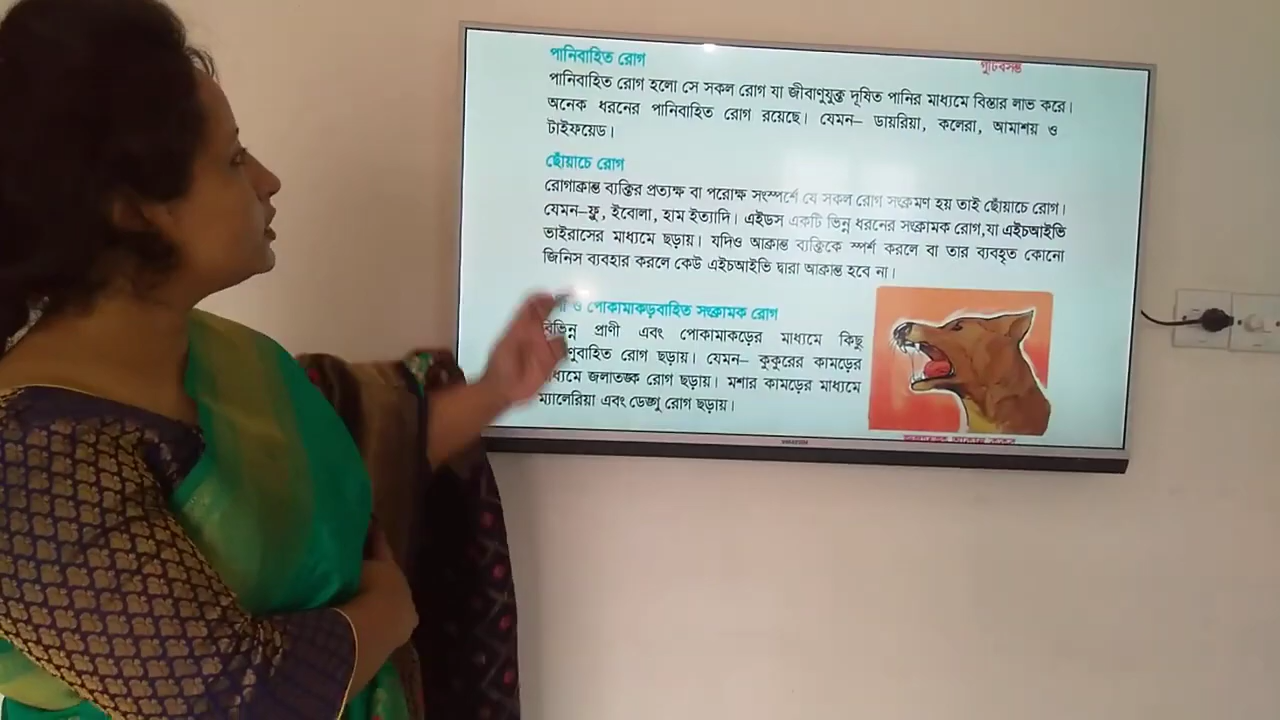 পানিবাহিত রোগ
গুটিবসন্ত
পানিবাহিত রোগ হলো সে সকল রোগ যা জীবাণুযুক্ত দূষিত পানির মাধ্যমে বিস্তার লাভ করে।
অনেক ধরনের পানিবাহিত রোগ রয়েছে। যেমন– ডায়রিয়া, কলেরা, আমাশয় ও
টাইফয়েড।
ছোঁয়াচে রোগ
রোগাক্রান্ত ব্যক্তির প্রত্যক্ষ বা পরোক্ষ সংস্পর্শে যে সকল রোগ সংক্রমণ হয় তাই ছোঁয়াচে রোগ।
যেমন–ফ্লু, ইবোলা, হাম ইত্যাদি। এইডস একটি ভিন্ন ধরনের সংক্রামক রোগ,যা এইচআইভি
ভাইরাসের মাধ্যমে ছড়ায়। যদিও আক্রান্ত ব্যক্তিকে স্পর্শ করলে বা তার ব্যবহৃত কোনো
জিনিস ব্যবহার করলে কেউ এইচআইভি দ্বারা আক্রান্ত হবে না।
ও পোকামাকড়বাহিত সংক্রামক রোগ
বিভিন্ন প্রাণী এবং পোকামাকড়ের মাধ্যমে কিছু
রোগ ছড়ায়। যেমন– কুকুরের কামড়ের
জলাতঙ্ক রোগ ছড়ায়। মশার কামড়ের মাধ্যমে
ম্যালেরিয়া এবং ডেঙ্গু রোগ ছড়ায়।